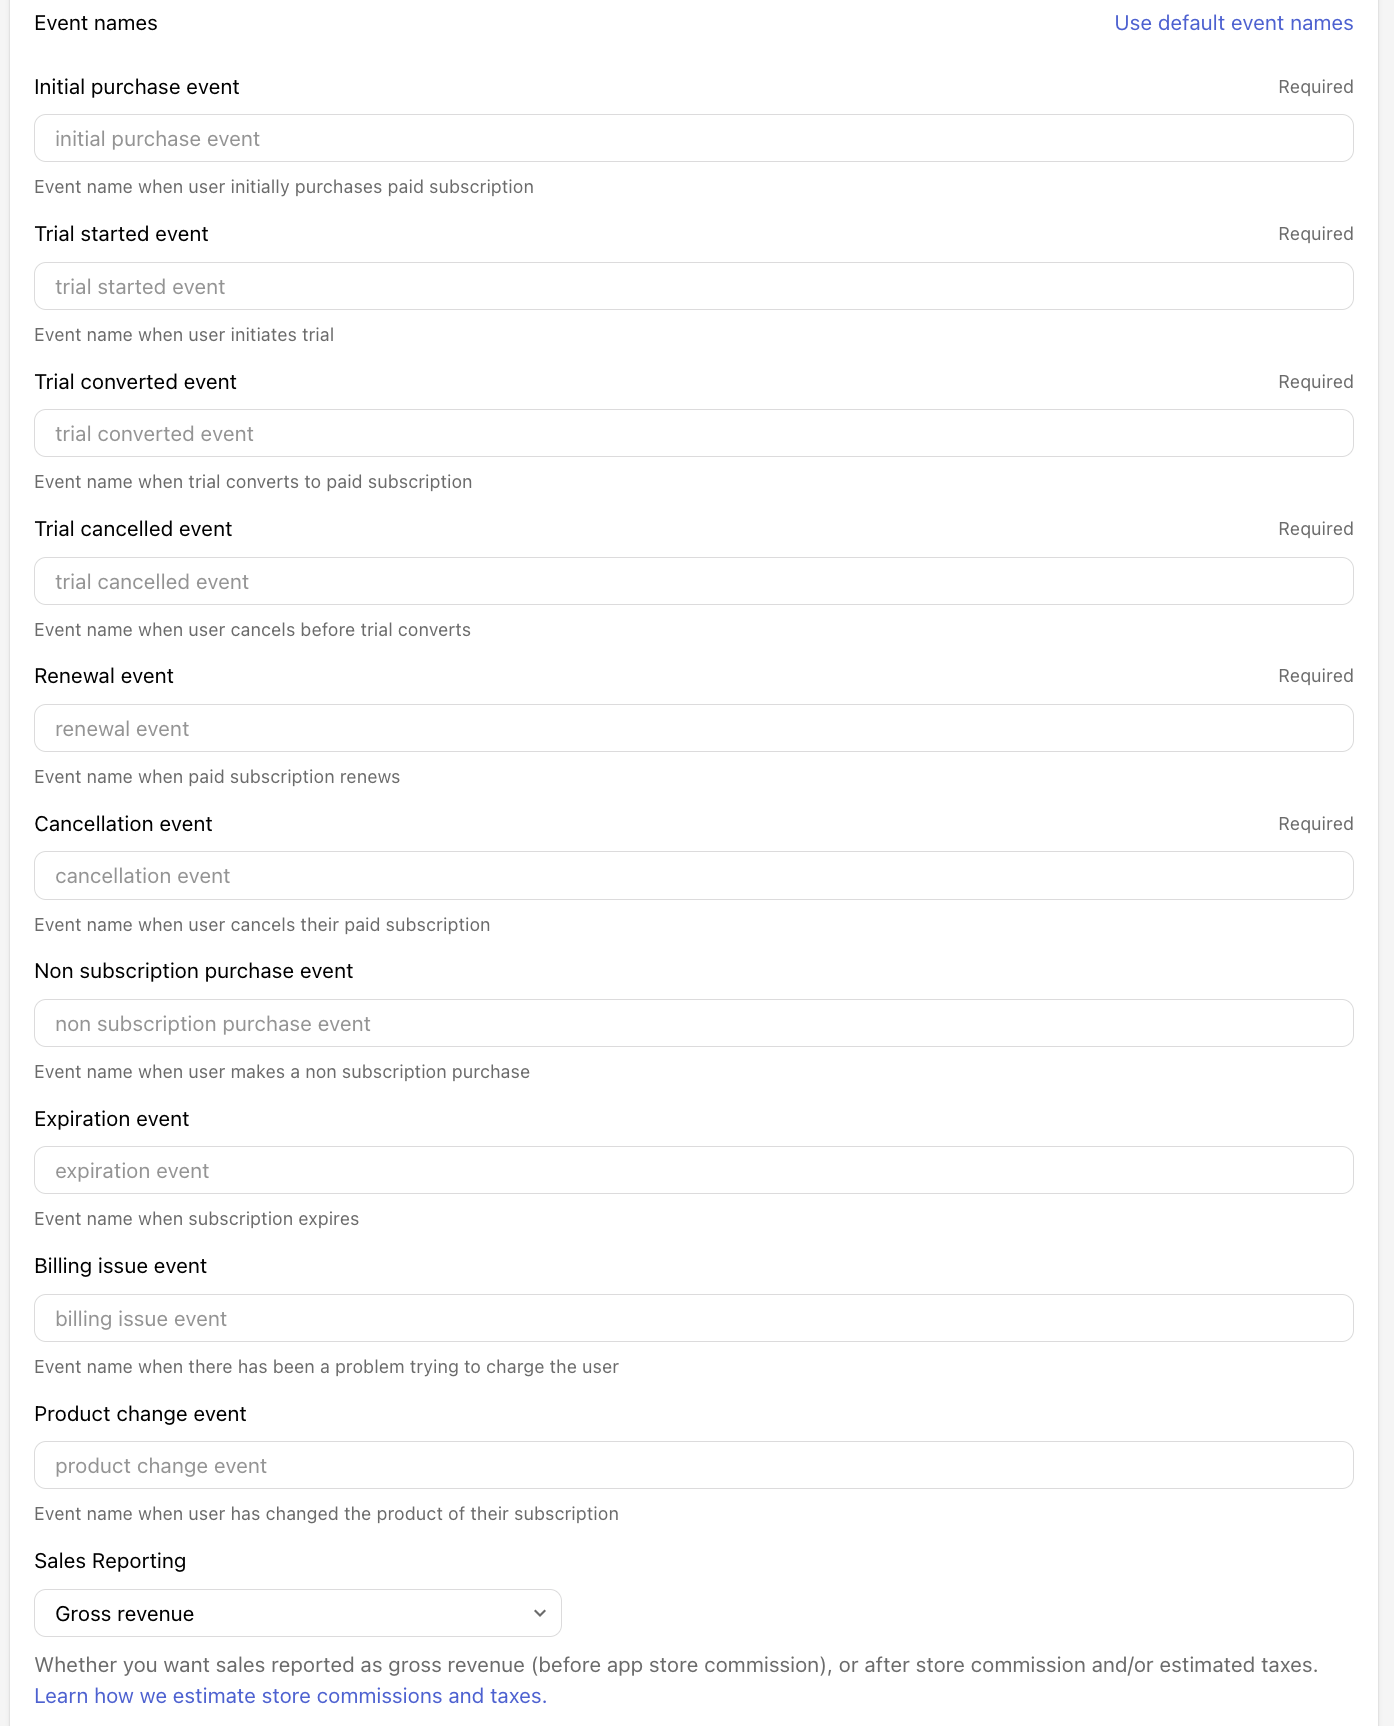 Event names
Use default event names
Initial purchase event
Required
initial purchase event
Event name when user initially purchases paid subscription
Trial started event
Required
trial started event
Event name when user initiates trial
Trial converted event
Required
trial converted event
Event name when trial converts to paid subscription
Trial cancelled event
Required
trial cancelled event
Event name when user cancels before trial converts
Renewal event
Required
renewal event
Event name when paid subscription renews
Cancellation event
Required
cancellation event
Event name when user cancels their paid subscription
Non subscription purchase event
non subscription purchase event
Event name when user makes a non subscription purchase
Expiration event
expiration event
Event name when subscription expires
Billing issue event
billing issue event
Event name when there has been a problem trying to charge the user
Product change event
product change event
Event name when user has changed the product of their subscription
Sales Reporting
Gross revenue
Whether you want sales reported as gross revenue (before app store commission), or after store commission and/or estimated taxes.
Learn how we estimate store commissions and taxes.